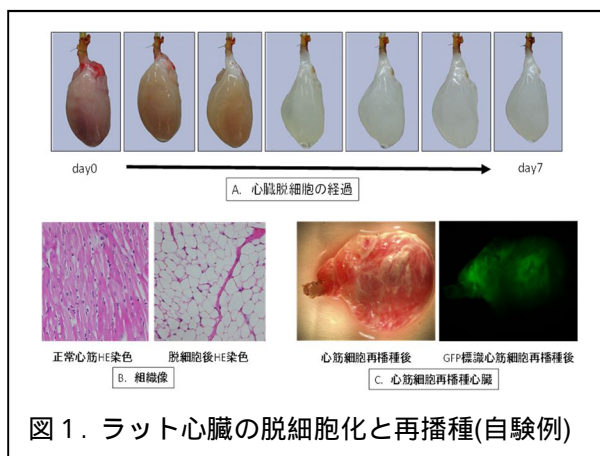 day0
day7
A. 心臓脱細胞の経過
正常心筋HE染色
脱細胞後HE染色
心筋細胞再播種後
GFP標識心筋細胞再播種後
B. 組織像
C. 心筋細胞再播種心臓
図1. ラット心臓の脱細胞化と再播種(自験例)